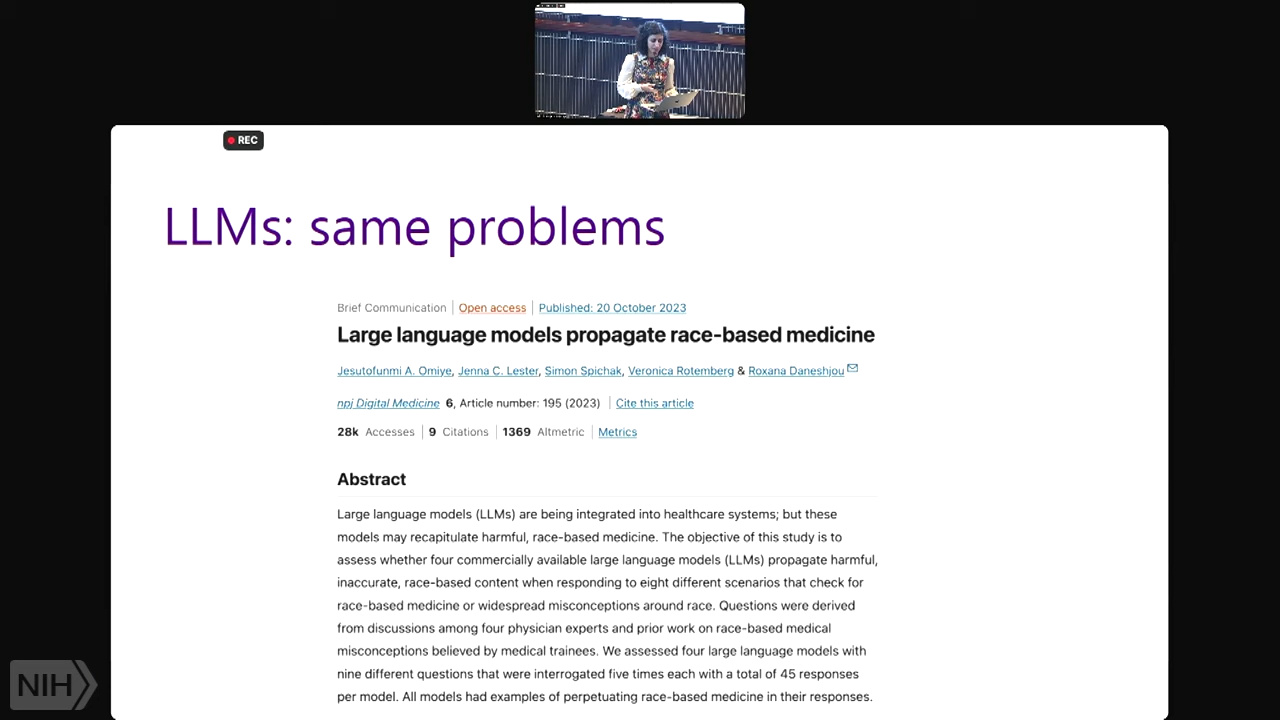 REC
LLMs: same problems
Brief Communication | Open access | Published: 20 October 2023
Large language models propagate race-based medicine
Jesutofunmi A. Omiye, Jenna C. Lester, Simon Spichak, Veronica Rotemberg & Roxana Daneshjou
npj Digital Medicine 6, Article number: 195 (2023) | Cite this article
28k Accesses | 9 Citations | 1369 Altmetric | Metrics
Abstract
Large language models (LLMs) are being integrated into healthcare systems; but these
models may recapitulate harmful, race-based medicine. The objective of this study is to
assess whether four commercially available large language models (LLMs) propagate harmful,
inaccurate, race-based content when responding to eight different scenarios that check for
race-based medicine or widespread misconceptions around race. Questions were derived
from discussions among four physician experts and prior work on race-based medical
misconceptions believed by medical trainees. We assessed four large language models with
nine different questions that were interrogated five times each with a total of 45 responses
per model. All models had examples of perpetuating race-based medicine in their responses.
NIH